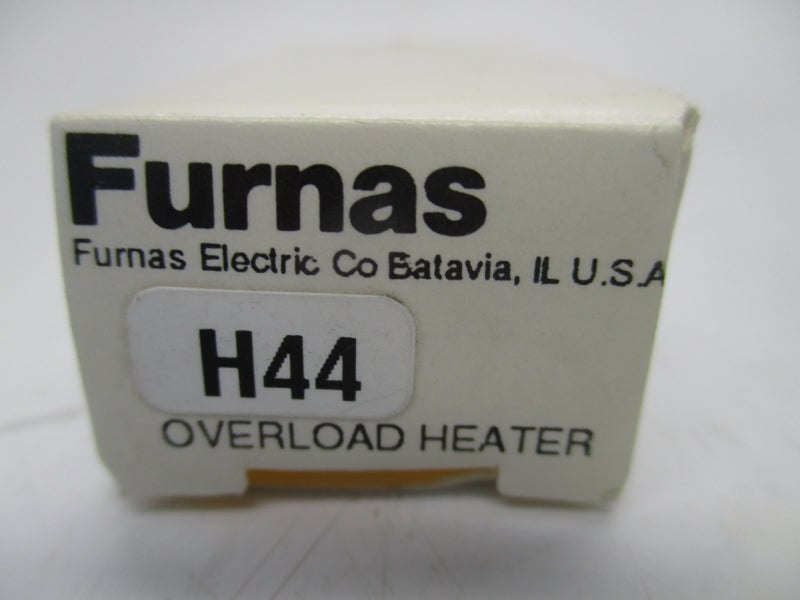 Furnas
Furnas Electric Co Batavia, IL U.S.A
H44
OVERLOAD HEATER